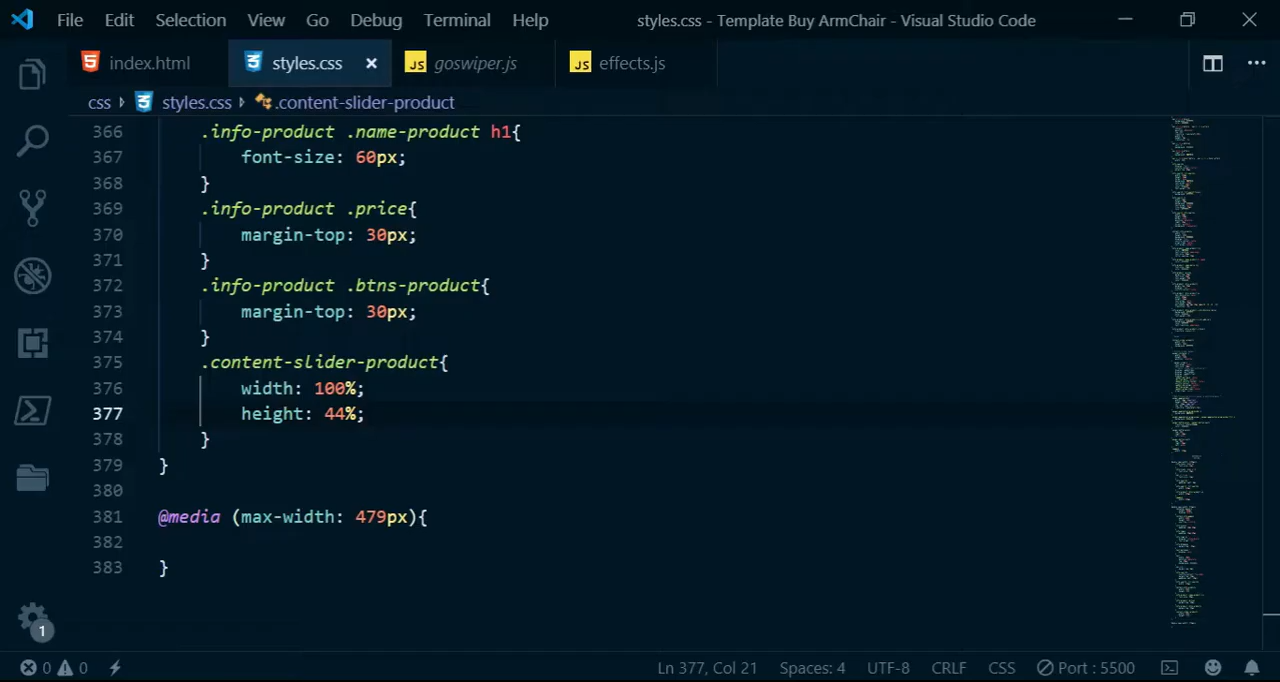 File Edit Selection View Go Debug Terminal Help styles.css - Template Buy ArmChair - Visual Studio Code
index.html styles.css × JS goswiper.js JS effects.js
css styles.css .content-slider-product
366 .info-product .name-product h1{
367 font-size: 60px;
368 }
369 .info-product .price{
370 margin-top: 30px;
371 }
372 .info-product .btns-product{
373 margin-top: 30px;
374 }
375 .content-slider-product{
376 width: 100%;
377 height: 44%;
378 }
379 }
380
381 @media (max-width: 479px){
382
383 }
1
0 0 Ln 377, Col 21 Spaces: 4 UTF-8 CRLF CSS Port : 5500